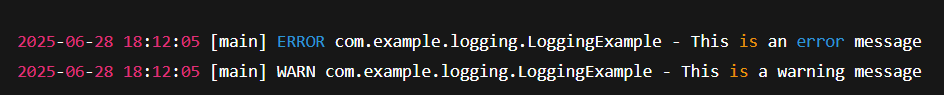 2025-06-28 18:12:05 [main] ERROR com.example.logging.LoggingExample - This is an error message
2025-06-28 18:12:05 [main] WARN com.example.logging.LoggingExample - This is a warning message